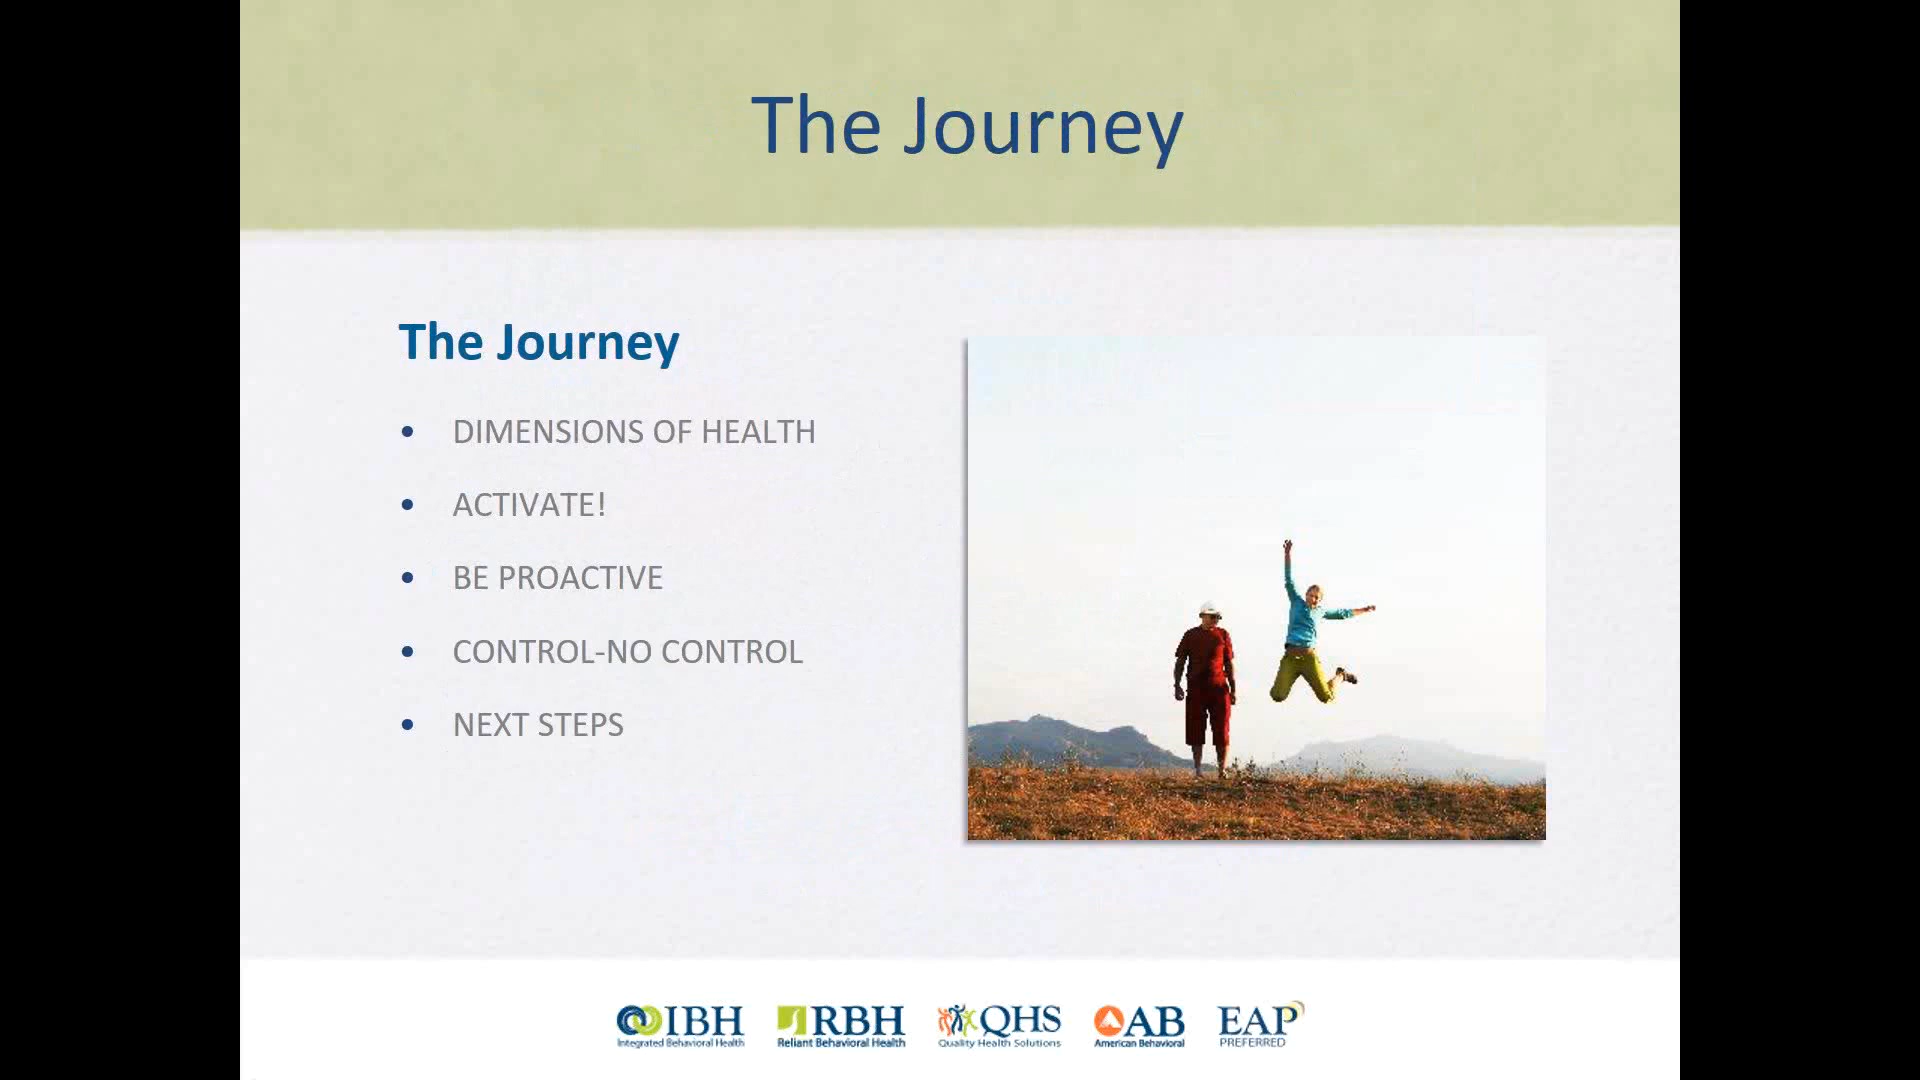 The Journey
The Journey
• DIMENSIONS OF HEALTH
• ACTIVATE!
• BE PROACTIVE
• CONTROL-NO CONTROL
• NEXT STEPS
IBH RBH QHS AB EAP
Integrated Behavioral Health Reliant Behavioral Health Quality Health Solutions American Behavioral PREFERRED